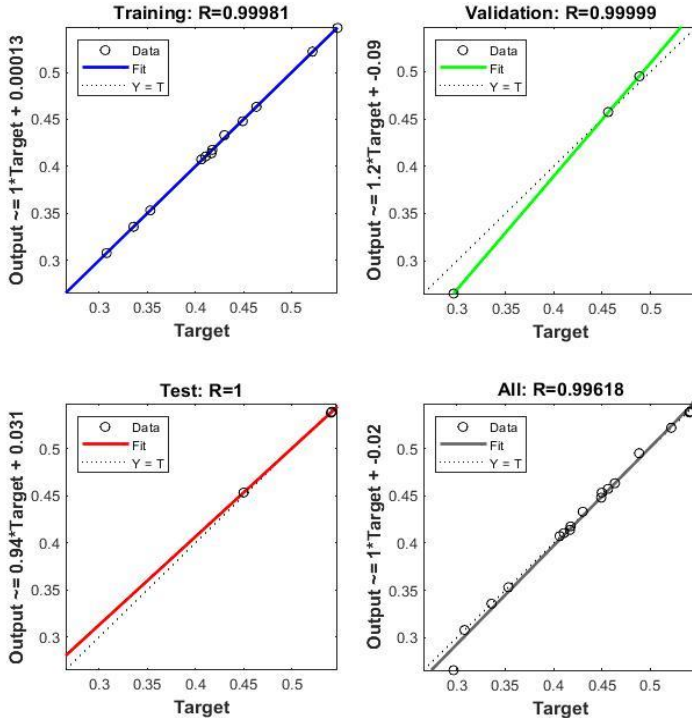 Training: R=0.99981
Output ~= 1*Target + 0.00013
Data
Fit
Y = T
0.5
0.45
0.4
0.35
0.3
0.3 0.35 0.4 0.45 0.5
Target
Validation: R=0.99999
Output ~= 1.2*Target + -0.09
Data
Fit
Y = T
0.5
0.45
0.4
0.35
0.3
0.3 0.35 0.4 0.45 0.5
Target
Test: R=1
Output ~= 0.94*Target + 0.031
Data
Fit
Y = T
0.5
0.45
0.4
0.35
0.3
0.3 0.35 0.4 0.45 0.5
Target
All: R=0.99618
Output ~= 1*Target + -0.02
Data
Fit
Y = T
0.5
0.45
0.4
0.35
0.3
0.3 0.35 0.4 0.45 0.5
Target